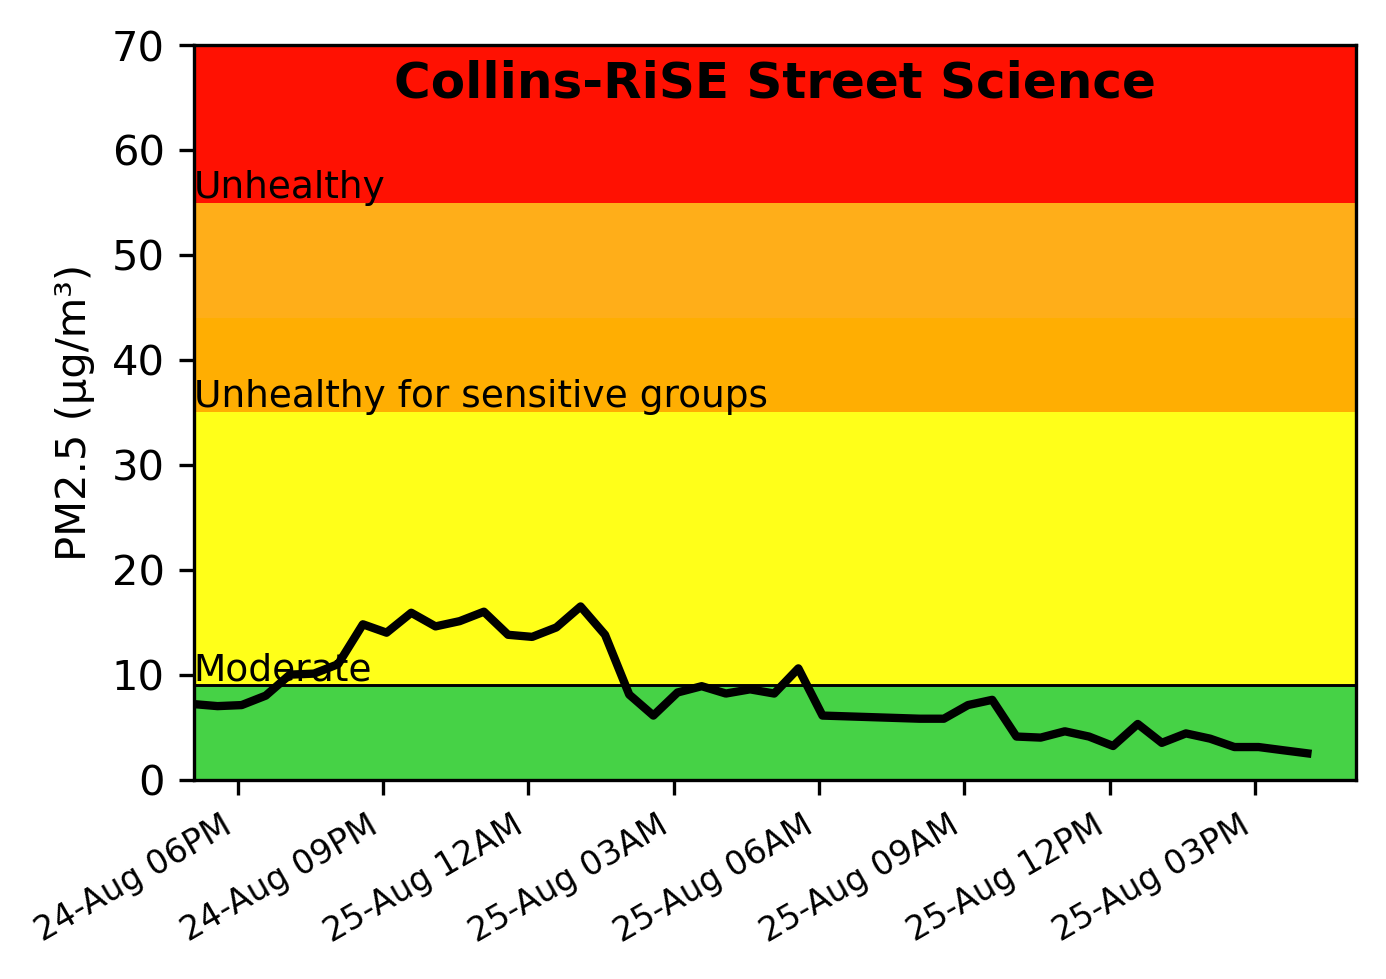 Collins-RiSE Street Science
70
60
Unhealthy
50
40
Unhealthy for sensitive groups
30
20
Moderate
10
0
PM2.5 (µg/m³)
24-Aug 06PM
24-Aug 09PM
25-Aug 12AM
25-Aug 03AM
25-Aug 06AM
25-Aug 09AM
25-Aug 12PM
25-Aug 03PM